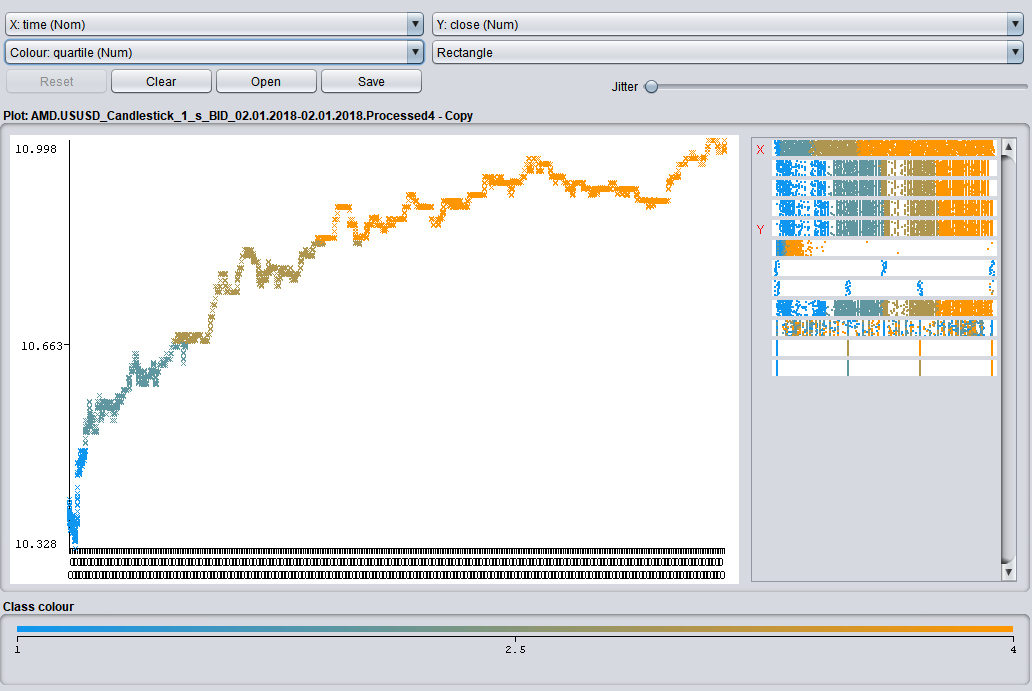 X: time (Nom)
Y: close (Num)
Colour: quartile (Num)
Rectangle
Reset
Clear
Open
Save
Jitter
Plot: AMD.USUSD_Candlestick_1_s_BID_02.01.2018-02.01.2018.Processed4 - Copy
10.998
10.663
10.328
X
Y
Class colour
1
2.5
4